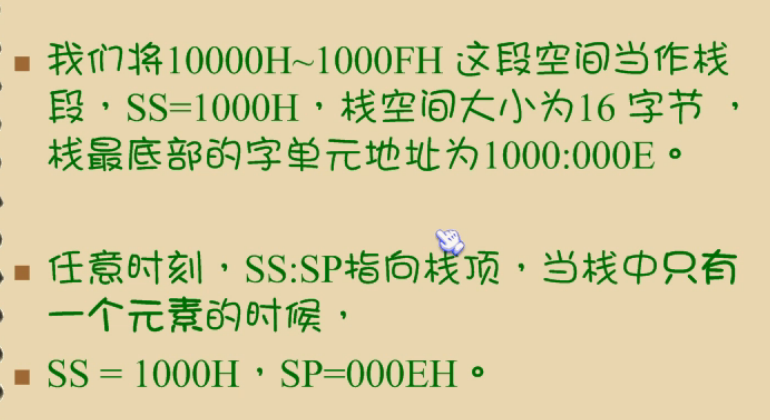 我们将10000H~1000FH 这段空间当作栈
段，SS=1000H，栈空间大小为16 字节 ，
栈最底部的字单元地址为1000:000E。
任意时刻，SS:SP指向栈顶，当栈中只有
一个元素的时候，
SS = 1000H，SP=000EH。